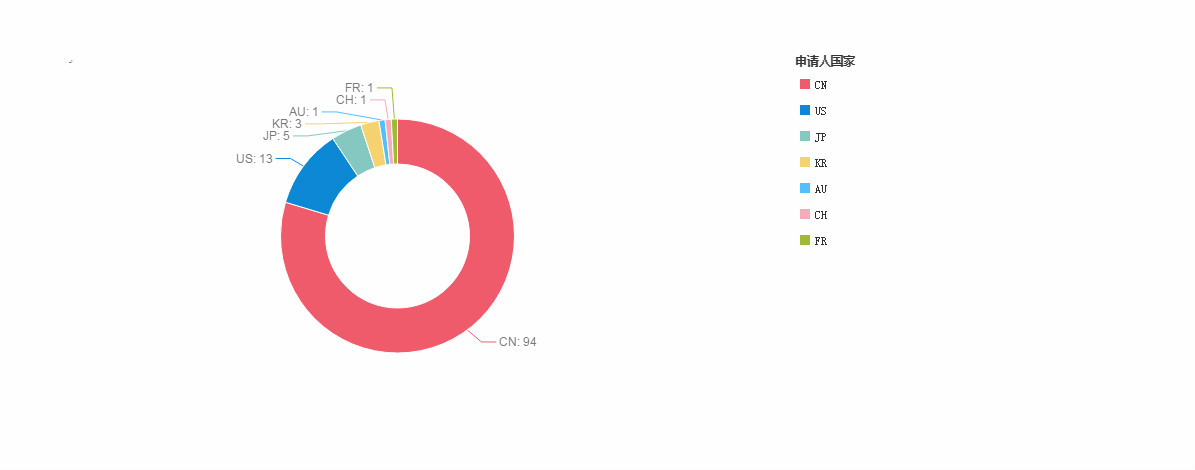 FR: 1
CH: 1
AU: 1
KR: 3
JP: 5
US: 13
CN: 94
申请人国家
CN
US
JP
KR
AU
CH
FR